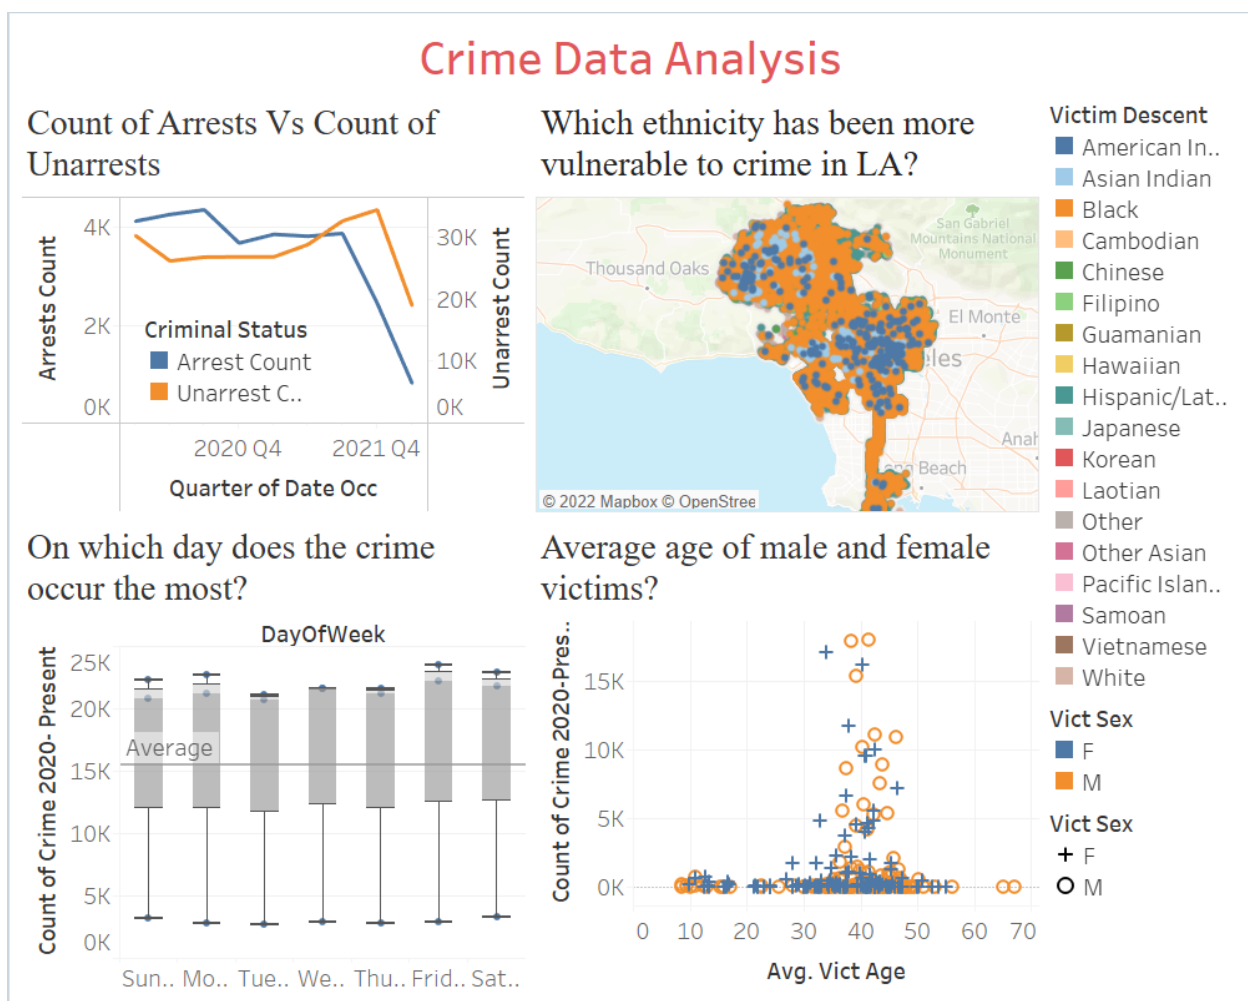 Crime Data Analysis
Count of Arrests Vs Count of
Unarrests
4K
2K
0K
Arrests Count
30K
20K
10K
0K
Unarrest Count
Criminal Status
Arrest Count
Unarrest C..
2020 Q4
2021 Q4
Quarter of Date Occ
Which ethnicity has been more
vulnerable to crime in LA?
San Gabriel
Mountains National
Monument
Thousand Oaks
El Monte
eles
Anah
Beach
© 2022 Mapbox © OpenStree
On which day does the crime
occur the most?
DayOfWeek
Count of Crime 2020- Present
25K
20K
Average
15K
10K
5K
0K
Sun.. Mo.. Tue.. We.. Thu.. Frid.. Sat..
Average age of male and female
victims?
Count of Crime 2020-Pres..
15K
10K
5K
0K
0 10 20 30 40 50 60 70
Avg. Vict Age
Victim Descent
American In..
Asian Indian
Black
Cambodian
Chinese
Filipino
Guamanian
Hawaiian
Hispanic/Lat..
Japanese
Korean
Laotian
Other
Other Asian
Pacific Islan..
Samoan
Vietnamese
White
Vict Sex
F
M
Vict Sex
F
M